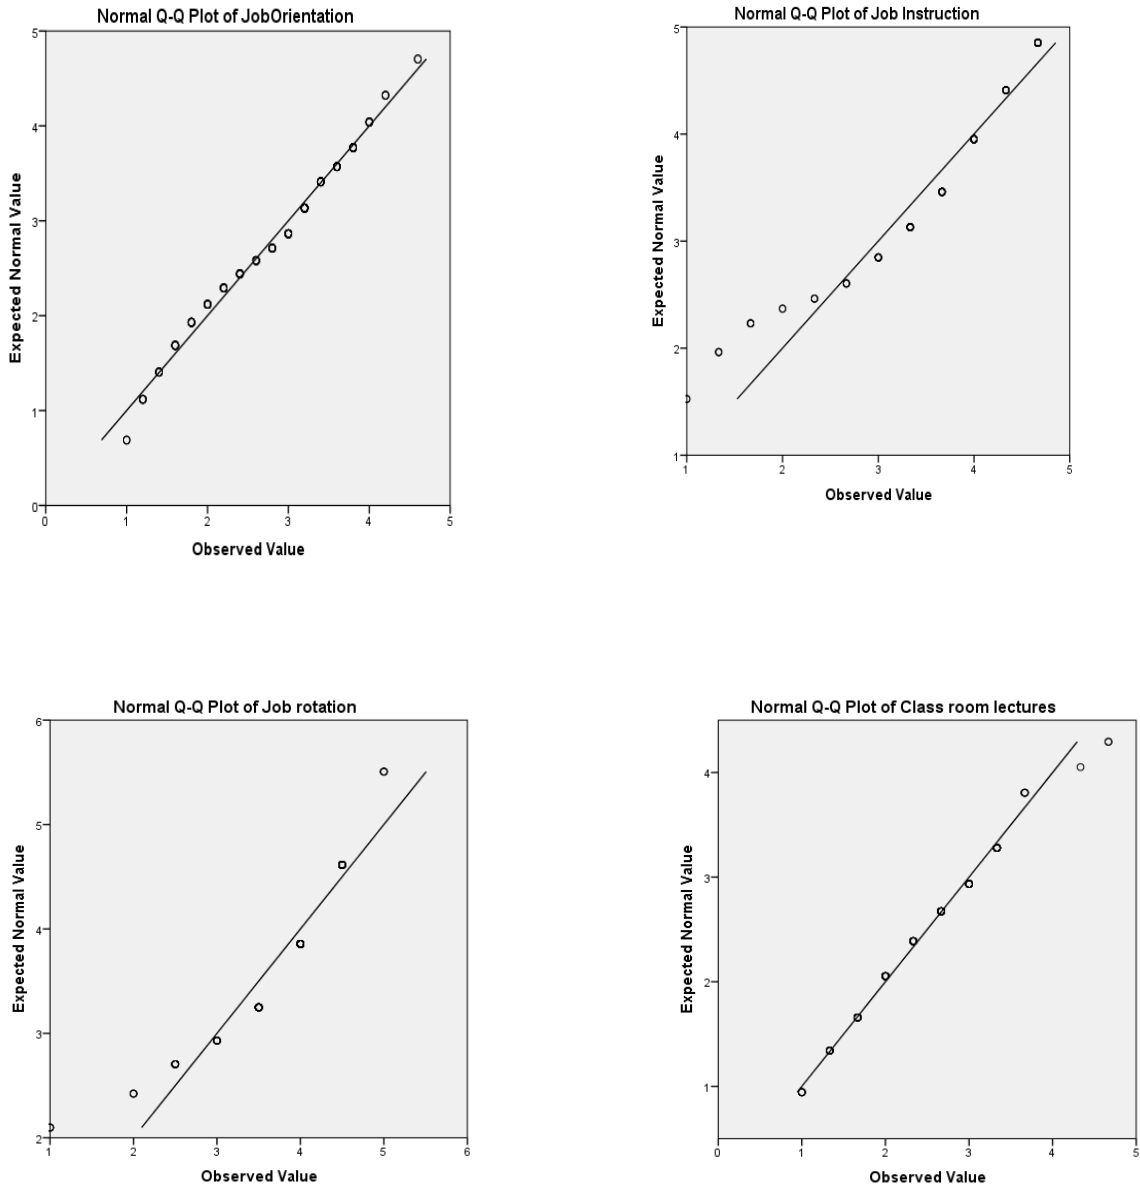 Normal Q-Q Plot of JobOrientation
5
4
3
2
1
0
Expected Normal Value
0 1 2 3 4 5
Observed Value
Normal Q-Q Plot of Job Instruction
5
4
3
2
1
Expected Normal Value
1 2 3 4 5
Observed Value
Normal Q-Q Plot of Job rotation
6
5
4
3
2
Expected Normal Value
1 2 3 4 5 6
Observed Value
Normal Q-Q Plot of Class room lectures
4
3
2
1
Expected Normal Value
0 1 2 3 4 5
Observed Value